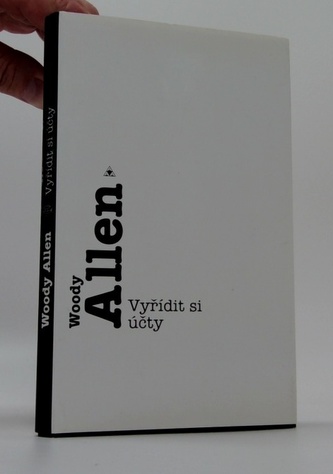 Woody Allen Vyřídit si účty
Woody
Allen
Vyřídit si
účty